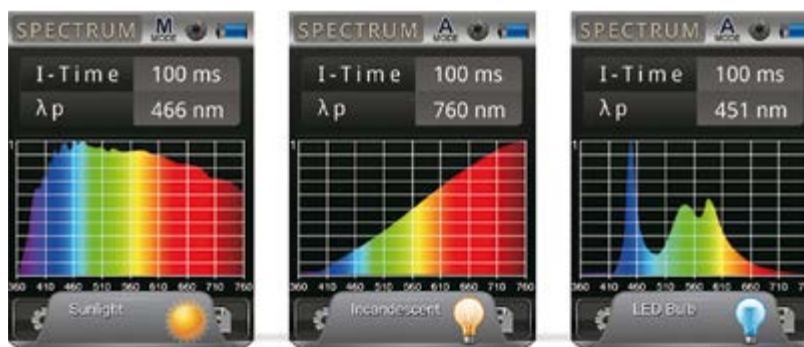 SPECTRUM M MODE
I-Time 100 ms
λp 466 nm
1
360 410 460 510 560 610 660 710 760
Sunlight
SPECTRUM A MODE
I-Time 100 ms
λp 760 nm
1
360 410 460 510 560 610 660 710 760
Incandescent
SPECTRUM A MODE
I-Time 100 ms
λp 451 nm
1
360 410 460 510 560 610 660 710 760
LED Bulb